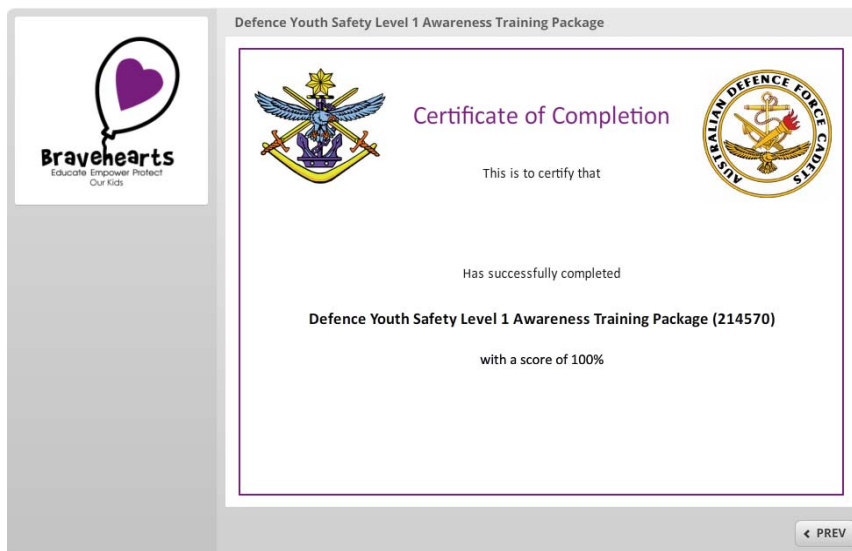 Defence Youth Safety Level 1 Awareness Training Package
Bravehearts
Educate Empower Protect
Our Kids
Certificate of Completion
AUSTRALIAN DEFENCE FORCE CADETS
This is to certify that
Has successfully completed
Defence Youth Safety Level 1 Awareness Training Package (214570)
with a score of 100%
PREV